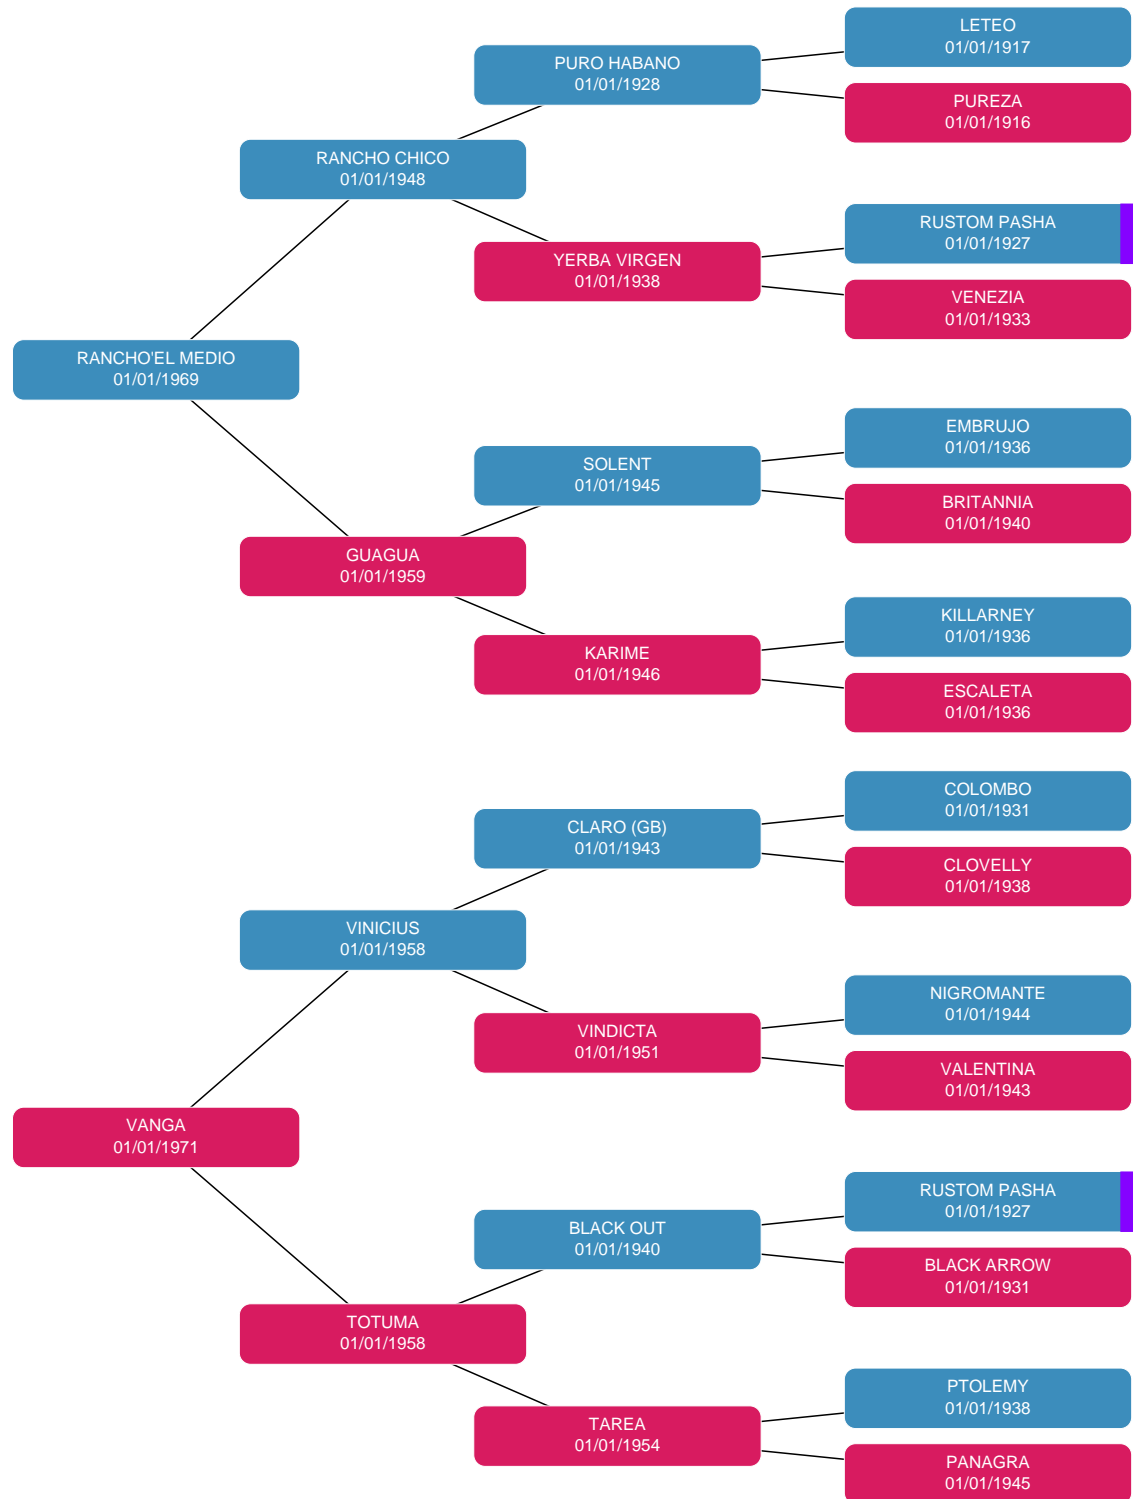 LETEO
01/01/1917
PURO HABANO
01/01/1928
PUREZA
01/01/1916
RANCHO CHICO
01/01/1948
RUSTOM PASHA
01/01/1927
YERBA VIRGEN
01/01/1938
VENEZIA
01/01/1933
RANCHO'EL MEDIO
01/01/1969
EMBRUJO
01/01/1936
SOLENT
01/01/1945
BRITANNIA
01/01/1940
GUAGUA
01/01/1959
KILLARNEY
01/01/1936
KARIME
01/01/1946
ESCALETA
01/01/1936
COLOMBO
01/01/1931
CLARO (GB)
01/01/1943
CLOVELLY
01/01/1938
VINICIUS
01/01/1958
NIGROMANTE
01/01/1944
VINDICTA
01/01/1951
VALENTINA
01/01/1943
VANGA
01/01/1971
RUSTOM PASHA
01/01/1927
BLACK OUT
01/01/1940
BLACK ARROW
01/01/1931
TOTUMA
01/01/1958
PTOLEMY
01/01/1938
TAREA
01/01/1954
PANAGRA
01/01/1945